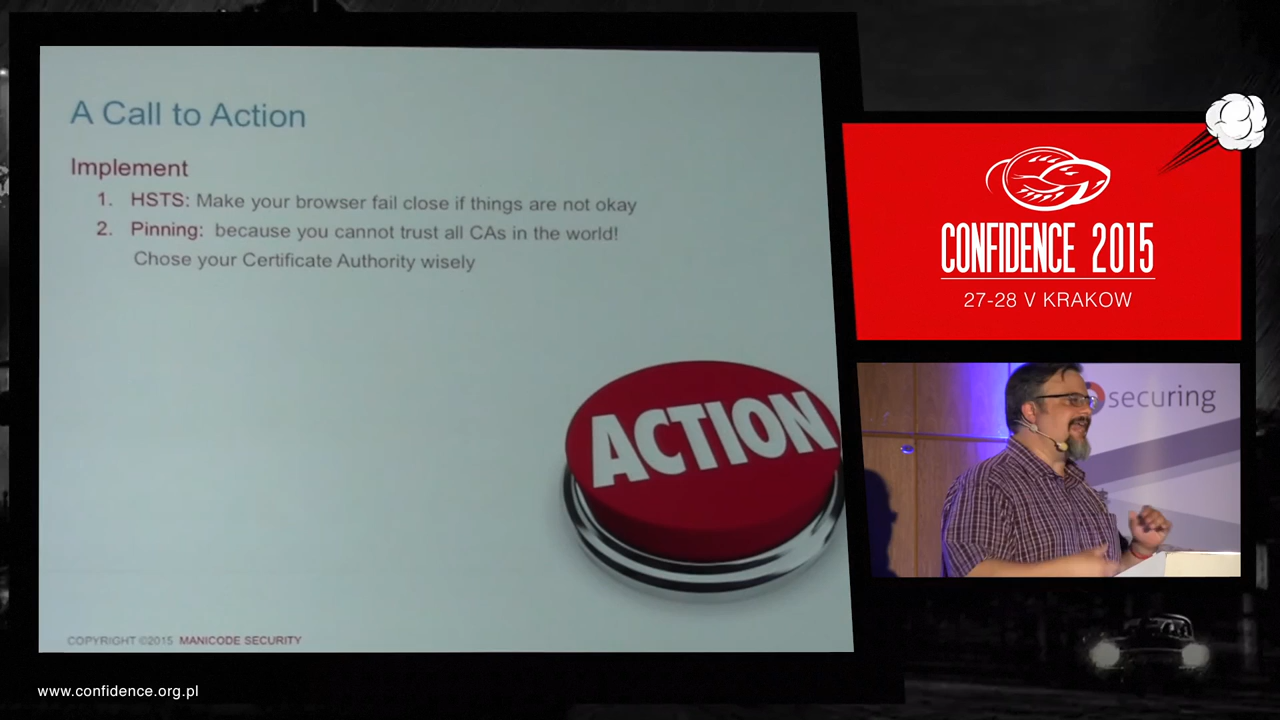 A Call to Action
Implement
1. HSTS: Make your browser fail close if things are not okay
2. Pinning: because you cannot trust all CAs in the world!
Chose your Certificate Authority wisely
ACTION
COPYRIGHT ©2015 MANICODE SECURITY
CONFIDENCE 2015
27-28 V KRAKOW
securing
www.confidence.org.pl